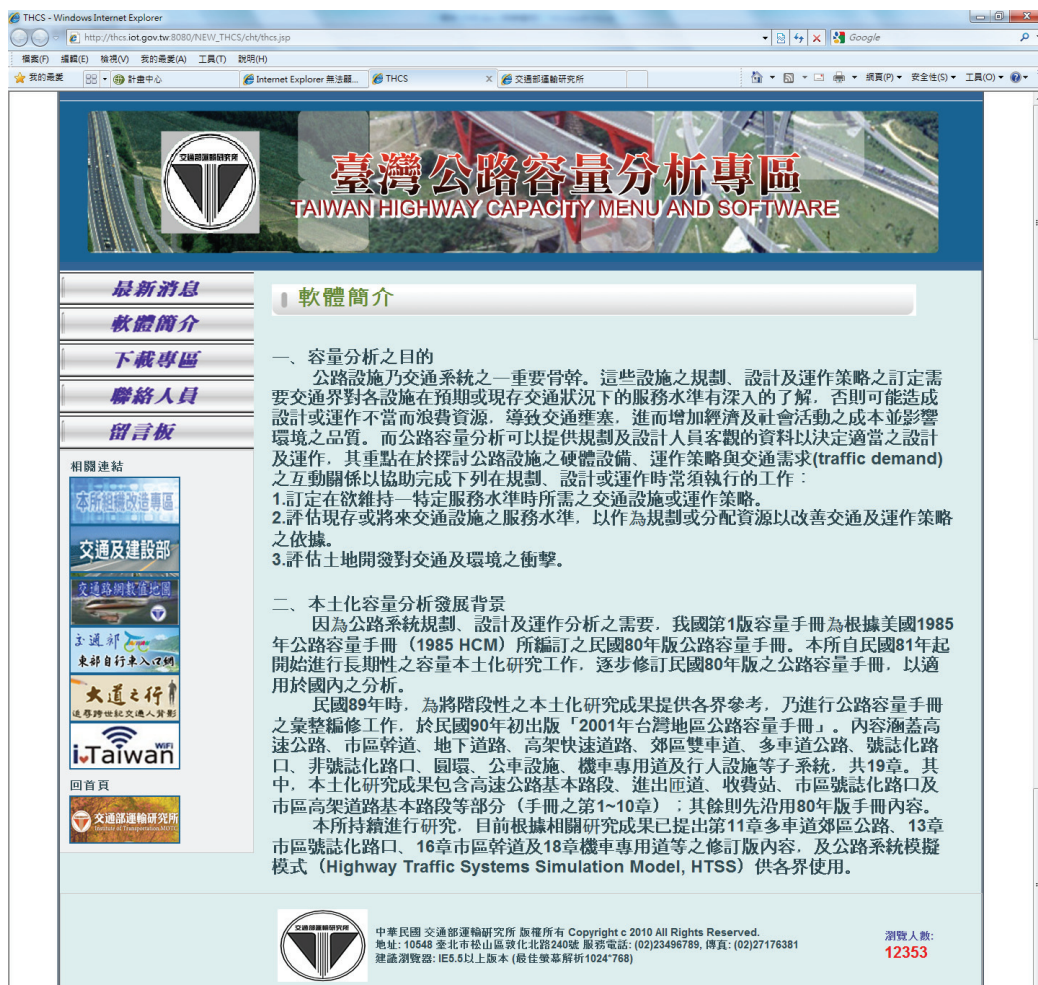 THCS - Windows Internet Explorer
http://thcs.iot.gov.tw:8080/NEW_THCS/cht/thcs.jsp
Google
檔案(F) 編輯(E) 檢視(V) 我的最愛(A) 工具(T) 說明(H)
我的最愛 計畫中心 Internet Explorer 無法顯... THCS 交通部運輸研究所 網頁(P) 安全性(S) 工具(O)
交通部運輸研究所
臺灣公路容量分析專區
TAIWAN HIGHWAY CAPACITY MENU AND SOFTWARE
最新消息
軟體簡介
下載專區
聯絡人員
留言板
相關連結
本所組織改造專區
交通及建設部
交通路網數值地圖
交通部
東部自行車入口網
大道之行
追尋跨世紀交通人背影
i.Taiwan WiFi
回首頁
交通部運輸研究所
Institute of Transportation,MOTC
軟體簡介
一、容量分析之目的
公路設施乃交通系統之一重要骨幹。這些設施之規劃、設計及運作策略之訂定需
要交通界對各設施在預期或現存交通狀況下的服務水準有深入的了解，否則可能造成
設計或運作不當而浪費資源，導致交通壅塞，進而增加經濟及社會活動之成本並影響
環境之品質。而公路容量分析可以提供規劃及設計人員客觀的資料以決定適當之設計
及運作，其重點在於探討公路設施之硬體設備、運作策略與交通需求(traffic demand)
之互動關係以協助完成下列在規劃、設計或運作時常須執行的工作：
1.訂定在欲維持一特定服務水準時所需之交通設施或運作策略。
2.評估現存或將來交通設施之服務水準，以作為規劃或分配資源以改善交通及運作策略
之依據。
3.評估土地開發對交通及環境之衝擊。
二、本土化容量分析發展背景
因為公路系統規劃、設計及運作分析之需要，我國第1版容量手冊為根據美國1985
年公路容量手冊（1985 HCM）所編訂之民國80年版公路容量手冊。本所自民國81年起
開始進行長期性之容量本土化研究工作，逐步修訂民國80年版之公路容量手冊，以適
用於國內之分析。
民國89年時，為將階段性之本土化研究成果提供各界參考，乃進行公路容量手冊
之彙整編修工作，於民國90年初出版「2001年台灣地區公路容量手冊」。內容涵蓋高
速公路、市區幹道、地下道路、高架快速道路、郊區雙車道、多車道公路、號誌化路
口、非號誌化路口、圓環、公車設施、機車專用道及行人設施等子系統，共19章。其
中，本土化研究成果包含高速公路基本路段、進出匝道、收費站、市區號誌化路口及
市區高架道路基本路段等部分（手冊之第1~10章）；其餘則先沿用80年版手冊內容。
本所持續進行研究，目前根據相關研究成果已提出第11章多車道郊區公路、13章
市區號誌化路口、16章市區幹道及18章機車專用道等之修訂版內容，及公路系統模擬
模式（Highway Traffic Systems Simulation Model, HTSS）供各界使用。
交通部運輸研究所
中華民國 交通部運輸研究所 版權所有 Copyright c 2010 All Rights Reserved.
地址: 10548 臺北市松山區敦化北路240號 服務電話: (02)23496789, 傳真: (02)27176381
建議瀏覽器: IE5.5以上版本 (最佳螢幕解析1024*768)
瀏覽人數:
12353